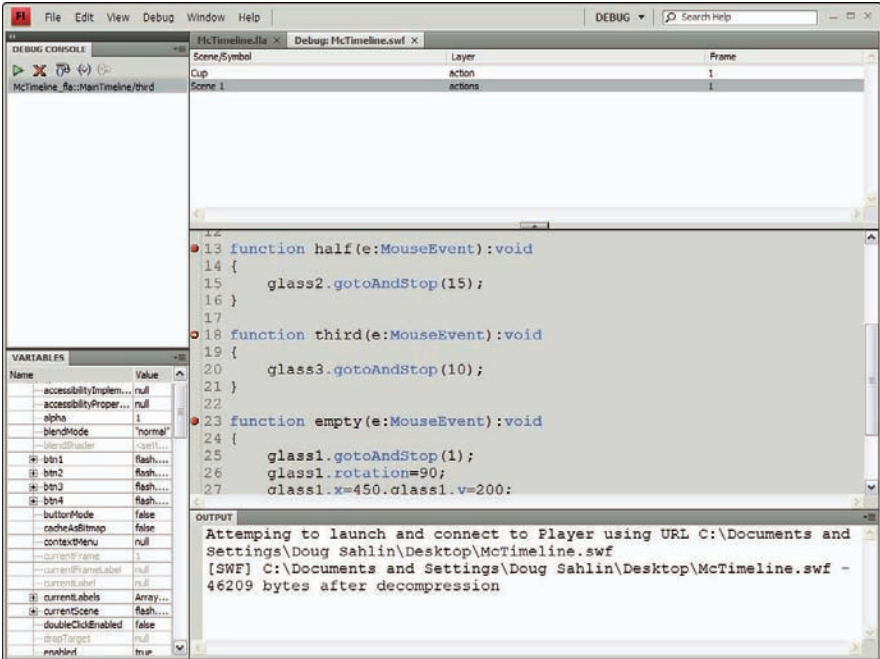 FL File Edit View Debug Window Help DEBUG Search Help
DEBUG CONSOLE
McTimeline_fla::MainTimeline/third
McTimeline.fla × Debug: McTimeline.swf ×
Scene/Symbol Layer Frame
Cup action 1
Scene 1 actions 1
12
13 function half(e:MouseEvent):void
14 {
15 glass2.gotoAndStop(15);
16 }
17
18 function third(e:MouseEvent):void
19 {
20 glass3.gotoAndStop(10);
21 }
22
23 function empty(e:MouseEvent):void
24 {
25 glass1.gotoAndStop(1);
26 glass1.rotation=90;
27 glass1.x=450,glass1.y=200;
VARIABLES
Name Value
accessibilityImplem... null
accessibilityProper... null
alpha 1
blendMode "normal"
blendShader <sett...
btn1 flash....
btn2 flash....
btn3 flash....
btn4 flash....
buttonMode false
cacheAsBitmap false
contextMenu null
currentFrame 1
currentFrameLabel null
currentLabel null
currentLabels Array...
currentScene flash....
doubleClickEnabled false
dropTarget null
enabled true
OUTPUT
Attemping to launch and connect to Player using URL C:\Documents and
Settings\Doug Sahlin\Desktop\McTimeline.swf
[SWF] C:\Documents and Settings\Doug Sahlin\Desktop\McTimeline.swf -
46209 bytes after decompression